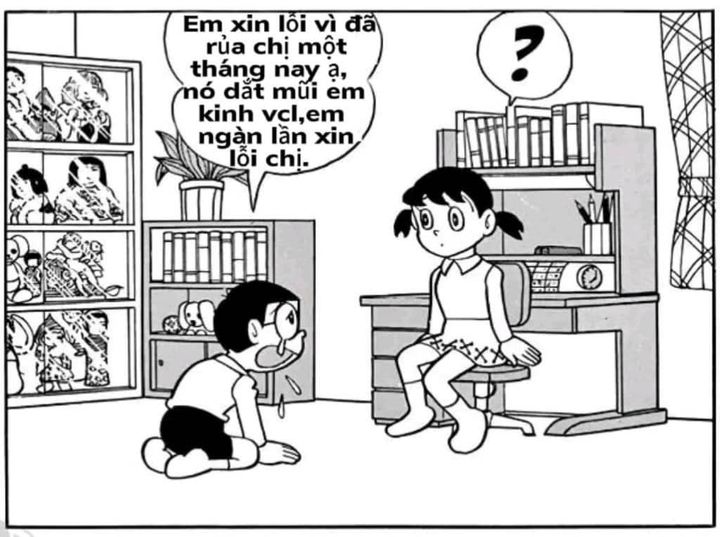 Em xin lỗi vì đã
rủa chị một
tháng nay ạ,
nó dắt mũi em
kinh vcl,em
ngàn lần xin
lỗi chị.
?